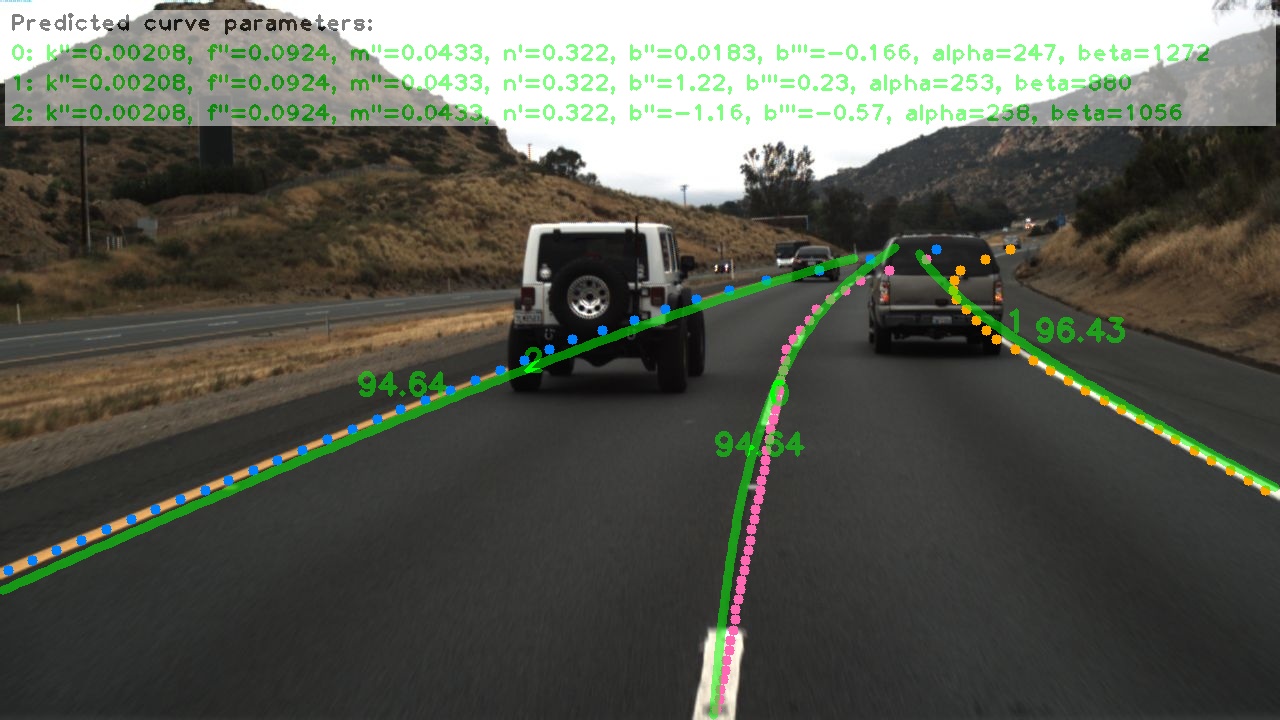 Predicted curve parameters:
0: k''=0.00208, f''=0.0924, m''=0.0433, n'=0.322, b''=0.0183, b'''=-0.166, alpha=247, beta=1272
1: k''=0.00208, f''=0.0924, m''=0.0433, n'=0.322, b''=1.22, b'''=0.23, alpha=253, beta=880
2: k''=0.00208, f''=0.0924, m''=0.0433, n'=0.322, b''=-1.16, b'''=-0.57, alpha=258, beta=1056
1 96.43
2
94.64
0
94.64